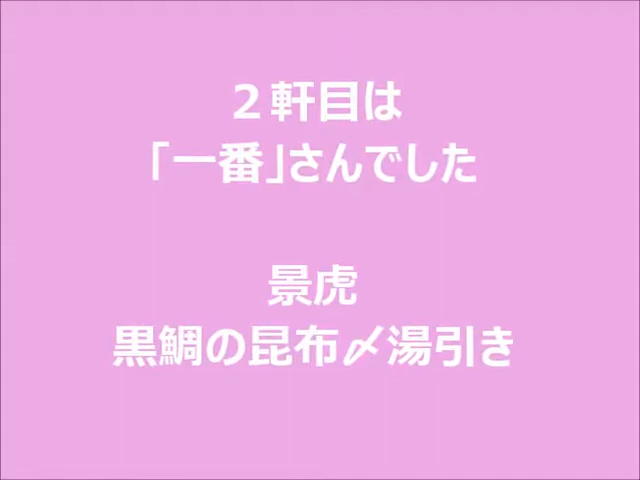 ２軒目は
「一番」さんでした
景虎
黒鯛の昆布〆湯引き